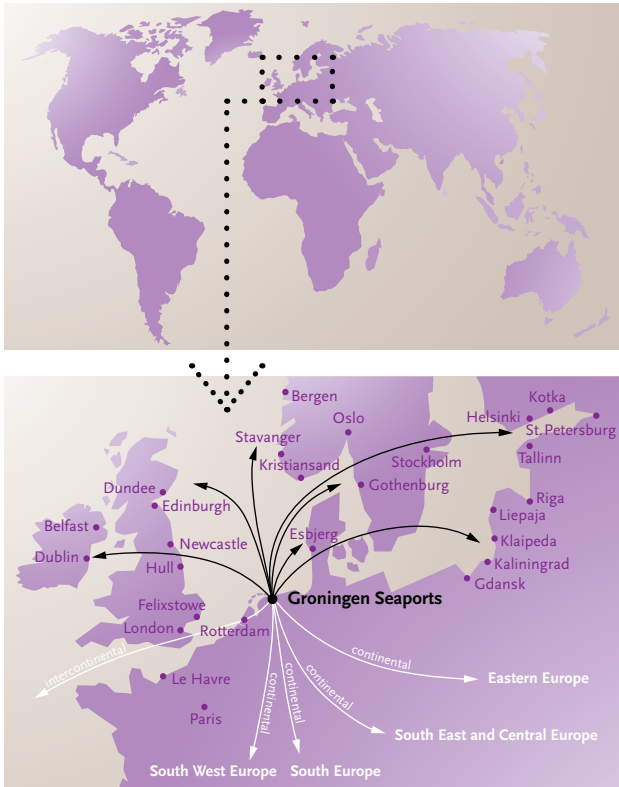 Bergen
Kotka
Helsinki
Oslo
St. Petersburg
Stavanger
Tallinn
Kristiansand
Stockholm
Dundee
Gothenburg
Edinburgh
Riga
Liepaja
Belfast
Esbjerg
Klaipeda
Newcastle
Dublin
Kaliningrad
Hull
Gdansk
Groningen Seaports
Felixstowe
London
Rotterdam
continental
intercontinental
Le Havre
continental
continental
continental
Eastern Europe
Paris
South East and Central Europe
South West Europe
South Europe